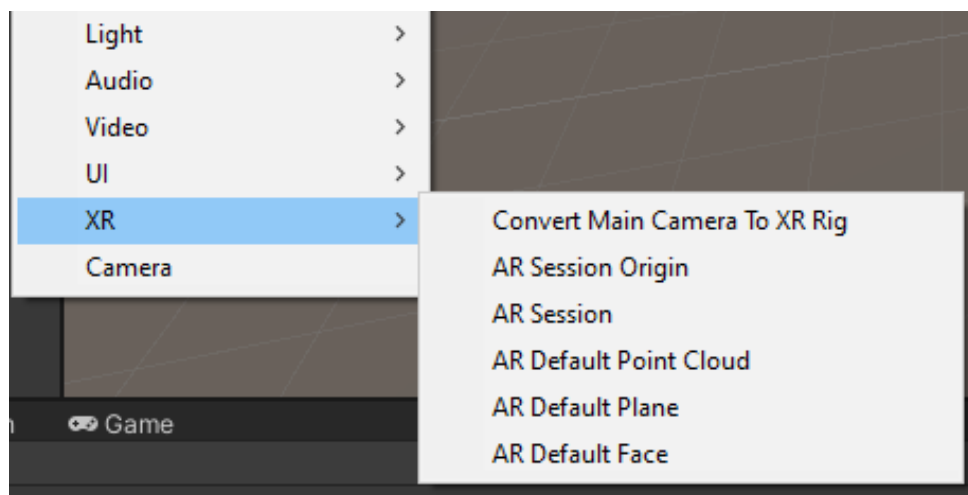 Light
Audio
Video
UI
XR
Camera
Convert Main Camera To XR Rig
AR Session Origin
AR Session
AR Default Point Cloud
AR Default Plane
AR Default Face
Game